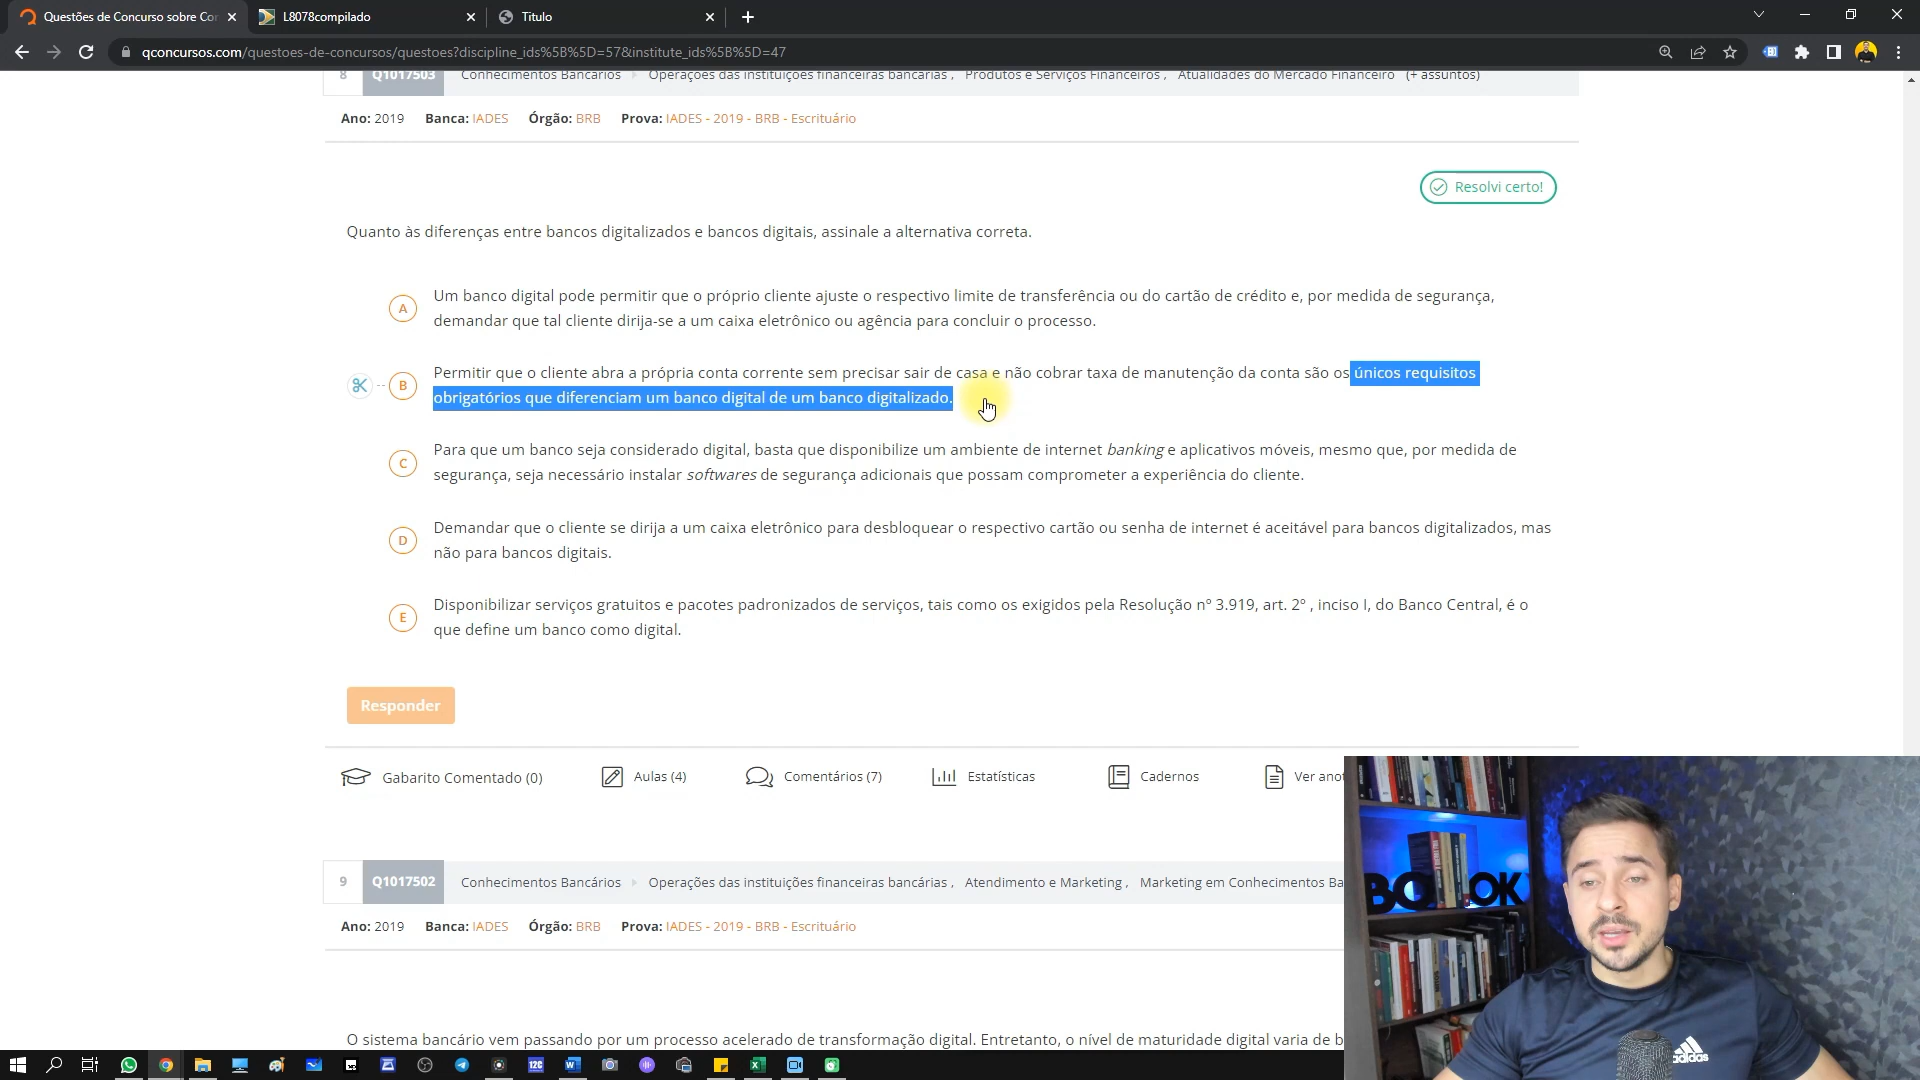 Questões de Concurso sobre Cor
L8078compilado
Titulo
qconcursos.com/questoes-de-concursos/questoes?discipline_ids%5B%5D=57&institute_ids%5B%5D=47
8 Q1017503 Conhecimentos Bancários Operações das instituições financeiras bancárias , Produtos e Serviços Financeiros , Atualidades do Mercado Financeiro (+ assuntos)
Ano: 2019 Banca: IADES Órgão: BRB Prova: IADES - 2019 - BRB - Escriturário
Resolvi certo!
Quanto às diferenças entre bancos digitalizados e bancos digitais, assinale a alternativa correta.
A Um banco digital pode permitir que o próprio cliente ajuste o respectivo limite de transferência ou do cartão de crédito e, por medida de segurança,
demandar que tal cliente dirija-se a um caixa eletrônico ou agência para concluir o processo.
B Permitir que o cliente abra a própria conta corrente sem precisar sair de casa e não cobrar taxa de manutenção da conta são os únicos requisitos
obrigatórios que diferenciam um banco digital de um banco digitalizado.
C Para que um banco seja considerado digital, basta que disponibilize um ambiente de internet banking e aplicativos móveis, mesmo que, por medida de
segurança, seja necessário instalar softwares de segurança adicionais que possam comprometer a experiência do cliente.
D Demandar que o cliente se dirija a um caixa eletrônico para desbloquear o respectivo cartão ou senha de internet é aceitável para bancos digitalizados, mas
não para bancos digitais.
E Disponibilizar serviços gratuitos e pacotes padronizados de serviços, tais como os exigidos pela Resolução nº 3.919, art. 2º , inciso I, do Banco Central, é o
que define um banco como digital.
Responder
Gabarito Comentado (0) Aulas (4) Comentários (7) Estatísticas Cadernos Ver anot
9 Q1017502 Conhecimentos Bancários Operações das instituições financeiras bancárias , Atendimento e Marketing , Marketing em Conhecimentos Ba
Ano: 2019 Banca: IADES Órgão: BRB Prova: IADES - 2019 - BRB - Escriturário
O sistema bancário vem passando por um processo acelerado de transformação digital. Entretanto, o nível de maturidade digital varia de b
BOOK
adidas
12C